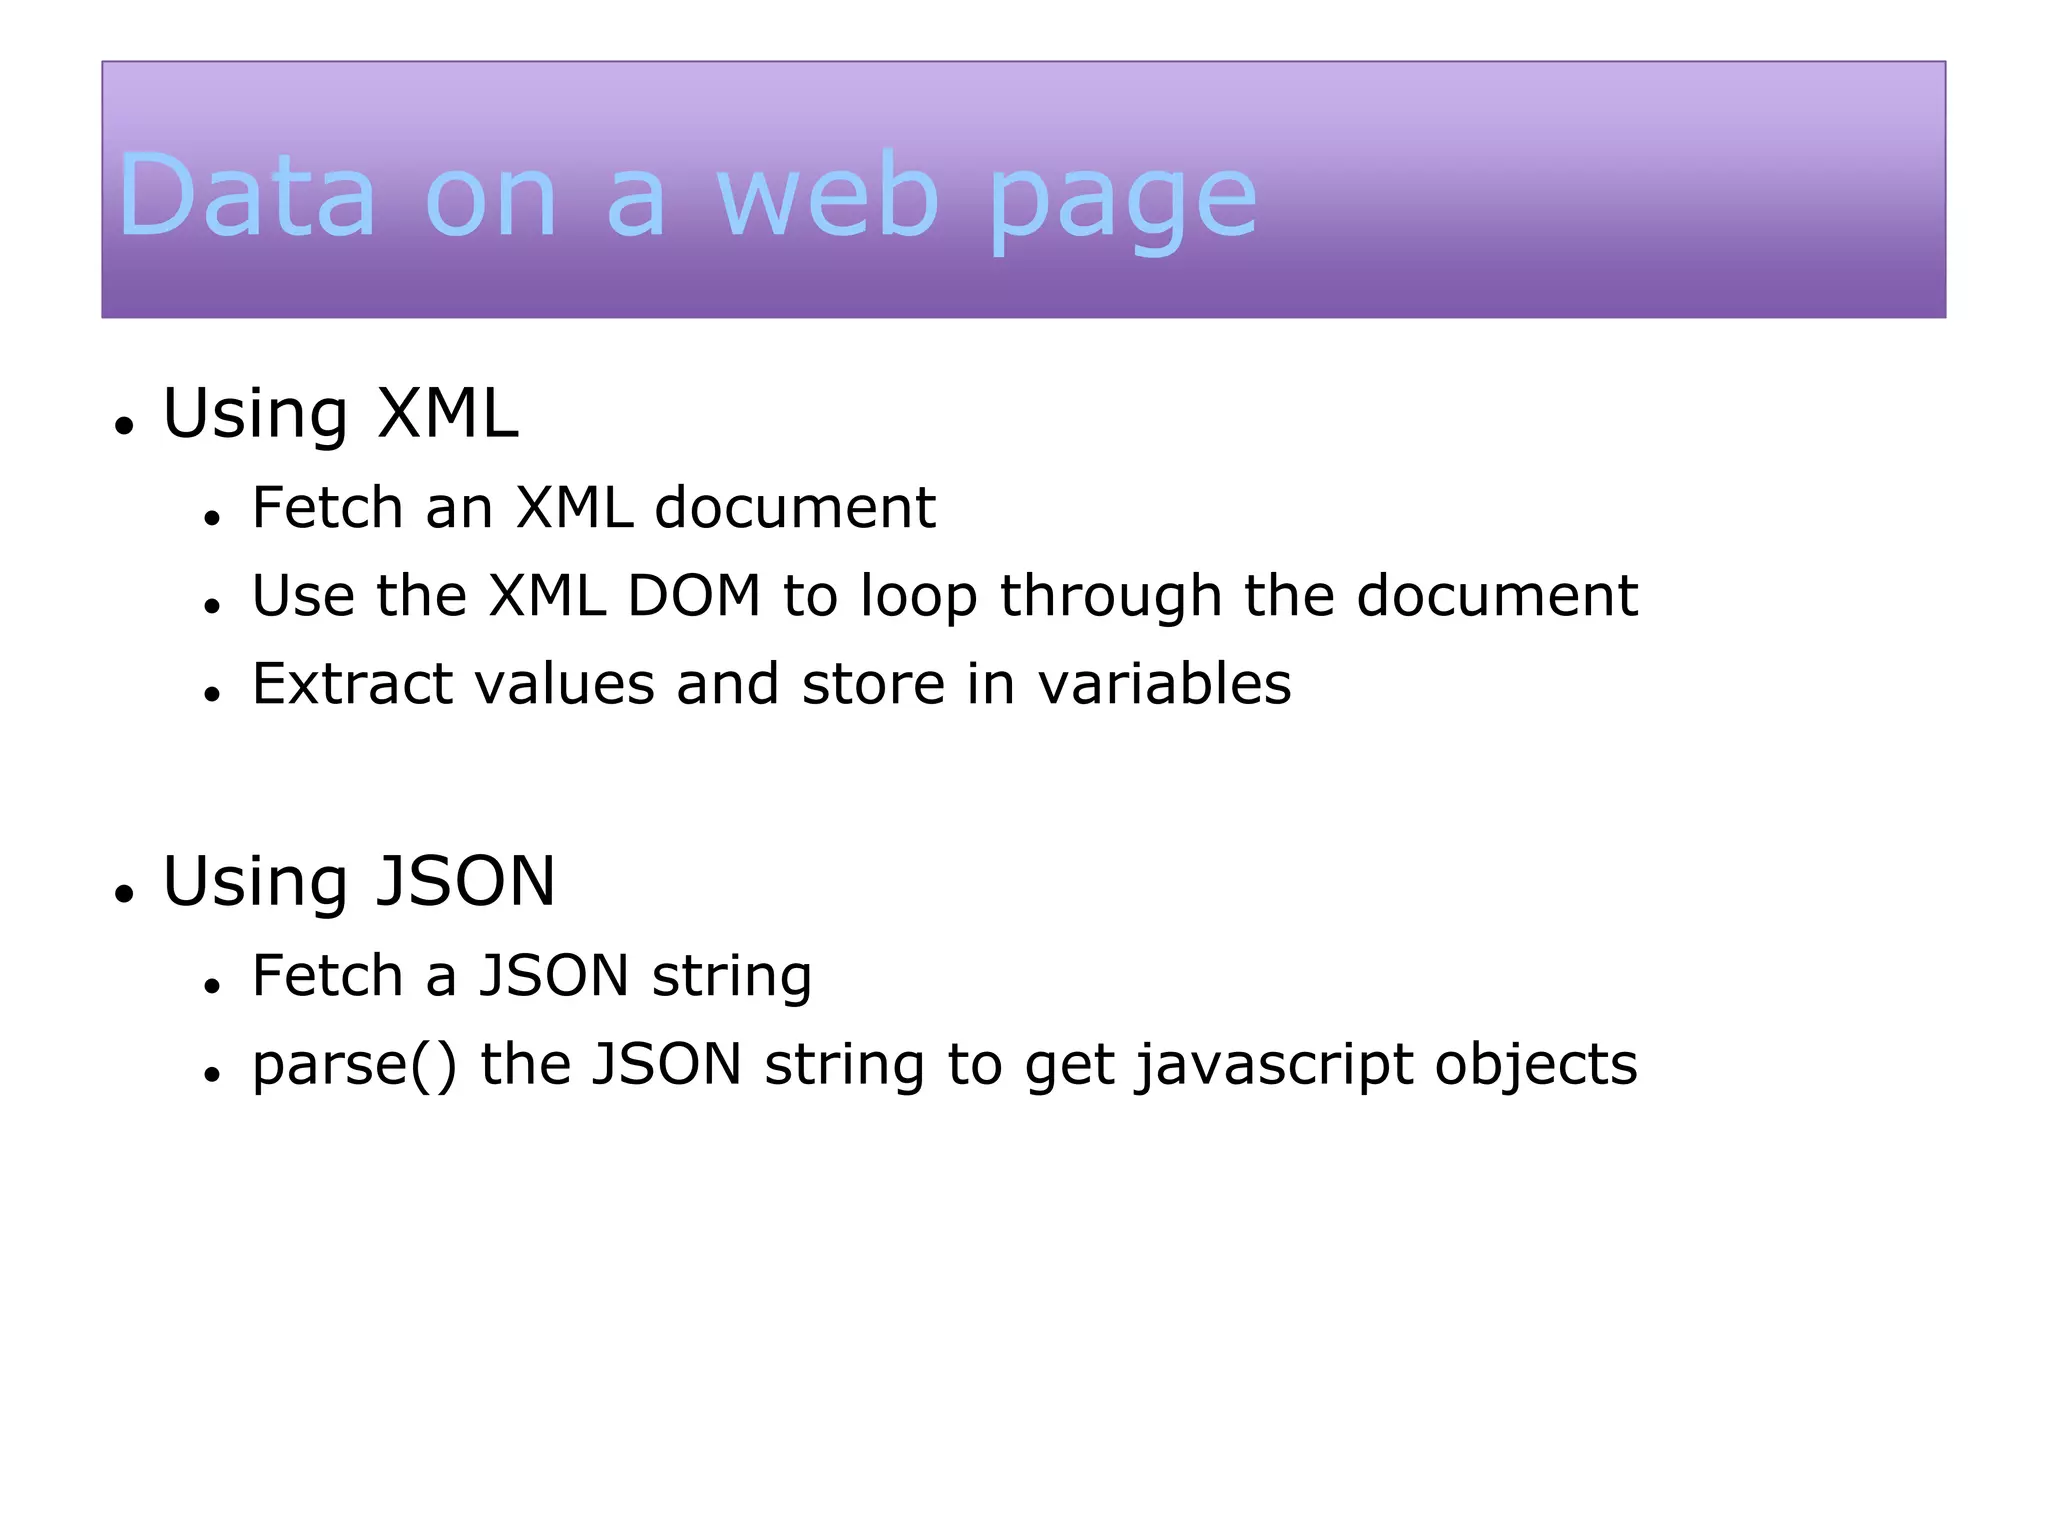 Data on a web page
• Using XML
• Fetch an XML document
• Use the XML DOM to loop through the document
• Extract values and store in variables
• Using JSON
• Fetch a JSON string
• parse() the JSON string to get javascript objects